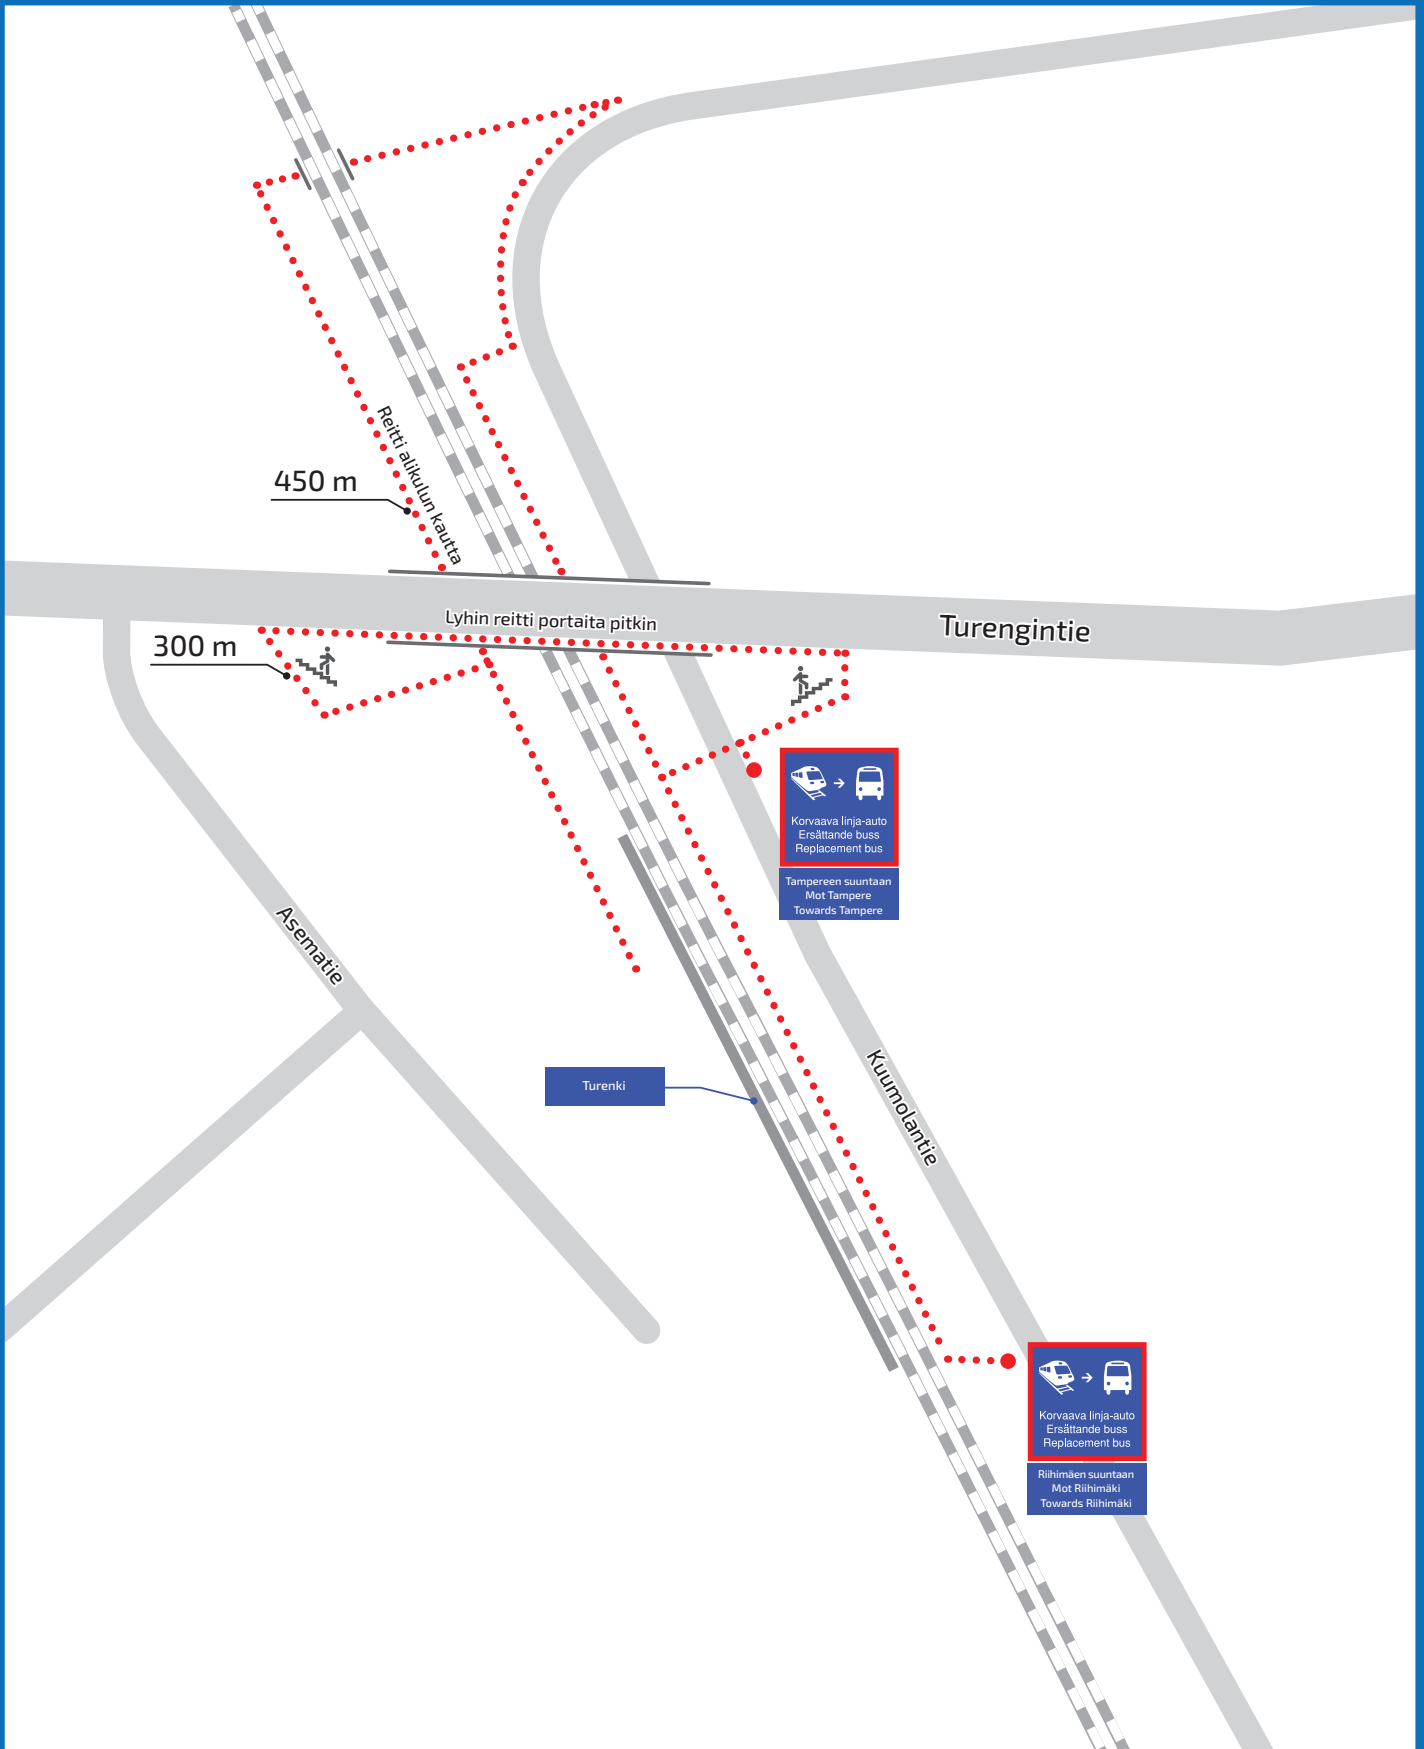 Reitti alikulun kautta
450 m
Lyhin reitti portaita pitkin
Turengintie
300 m
Korvaava linja-auto
Ersättande buss
Replacement bus
Tampereen suuntaan
Mot Tampere
Towards Tampere
Asematie
Turenki
Kuumolantie
Korvaava linja-auto
Ersättande buss
Replacement bus
Riihimäen suuntaan
Mot Riihimäki
Towards Riihimäki